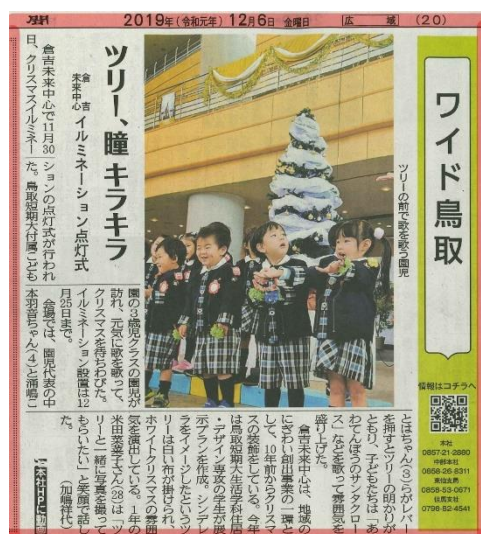 2019年(令和元年)12月6日 金曜日
広域
(20)
ワイド鳥取
ツリー、瞳キラキラ
倉吉
未来中心
イルミネーション点灯式
ツリーの前で歌を歌う園児
倉吉未来中心で11月30
日、クリスマスイルミネー
ションの点灯式が行われ
た。鳥取短期大付属こども
園の3歳児クラスの園児が
訪れ、元気に歌を歌って、
クリスマスを待ちわびた。
イルミネーション設置は12
月25日まで。
会場では、園児代表の中
本羽音ちゃん(4)と涌嶋こ
とはちゃん(3)らがレバー
を押すとツリーの明かりが
ともり、子どもたちは「あ
わてんぼうのサンタクロー
ス」などを歌って雰囲気を
盛り上げた。
倉吉未来中心は、地域の
にぎわい創出事業の一環と
して、10年前からクリスマ
スの装飾をしている。今年
は鳥取短期大生活学科住居
・デザイン専攻の学生が展
示プランを作成。シンデレ
ラをイメージしたというツ
リーは白い布が掛けられ、
ホワイトクリスマスの雰囲
気を演出している。1年の
米田菜菜子さん(28)は「ツ
リーと一緒に写真を撮って
もらいたい」と笑顔で話し
た。
(加嶋祥代)
本社HPに動画
情報はコチラへ
本社
0857-21-2880
中部本社
0858-26-8311
東伯支局
0858-53-0671
但馬支社
0796-52-4541